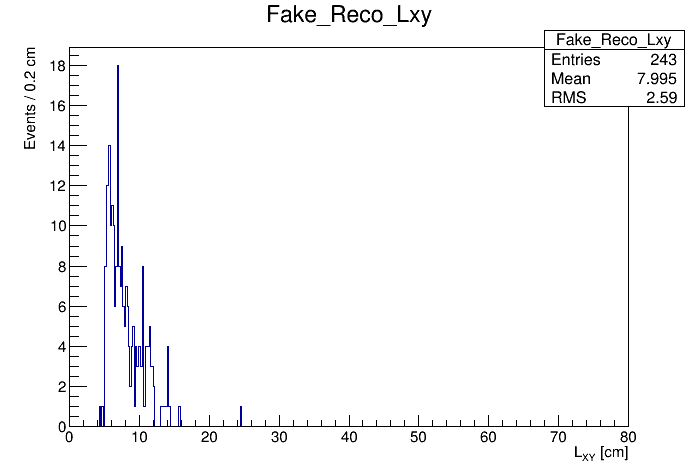 Fake_Reco_Lxy
Fake_Reco_Lxy
Entries 243
Mean 7.995
RMS 2.59
Events / 0.2 cm
18
16
14
12
10
8
6
4
2
0
0 10 20 30 40 50 60 70 80
L_XY [cm]